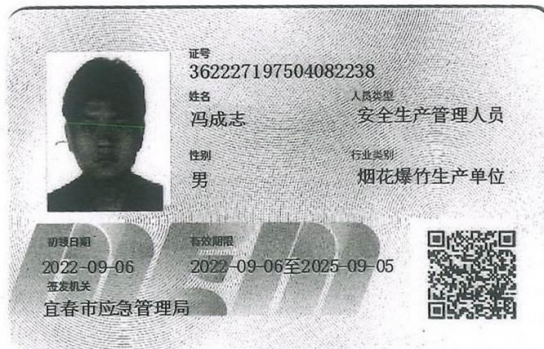 证号
362227197504082238
姓名 人员类型
冯成志 安全生产管理人员
性别 行业类别
男 烟花爆竹生产单位
初领日期 有效期限
2022-09-06 2022-09-06至2025-09-05
签发机关
宜春市应急管理局